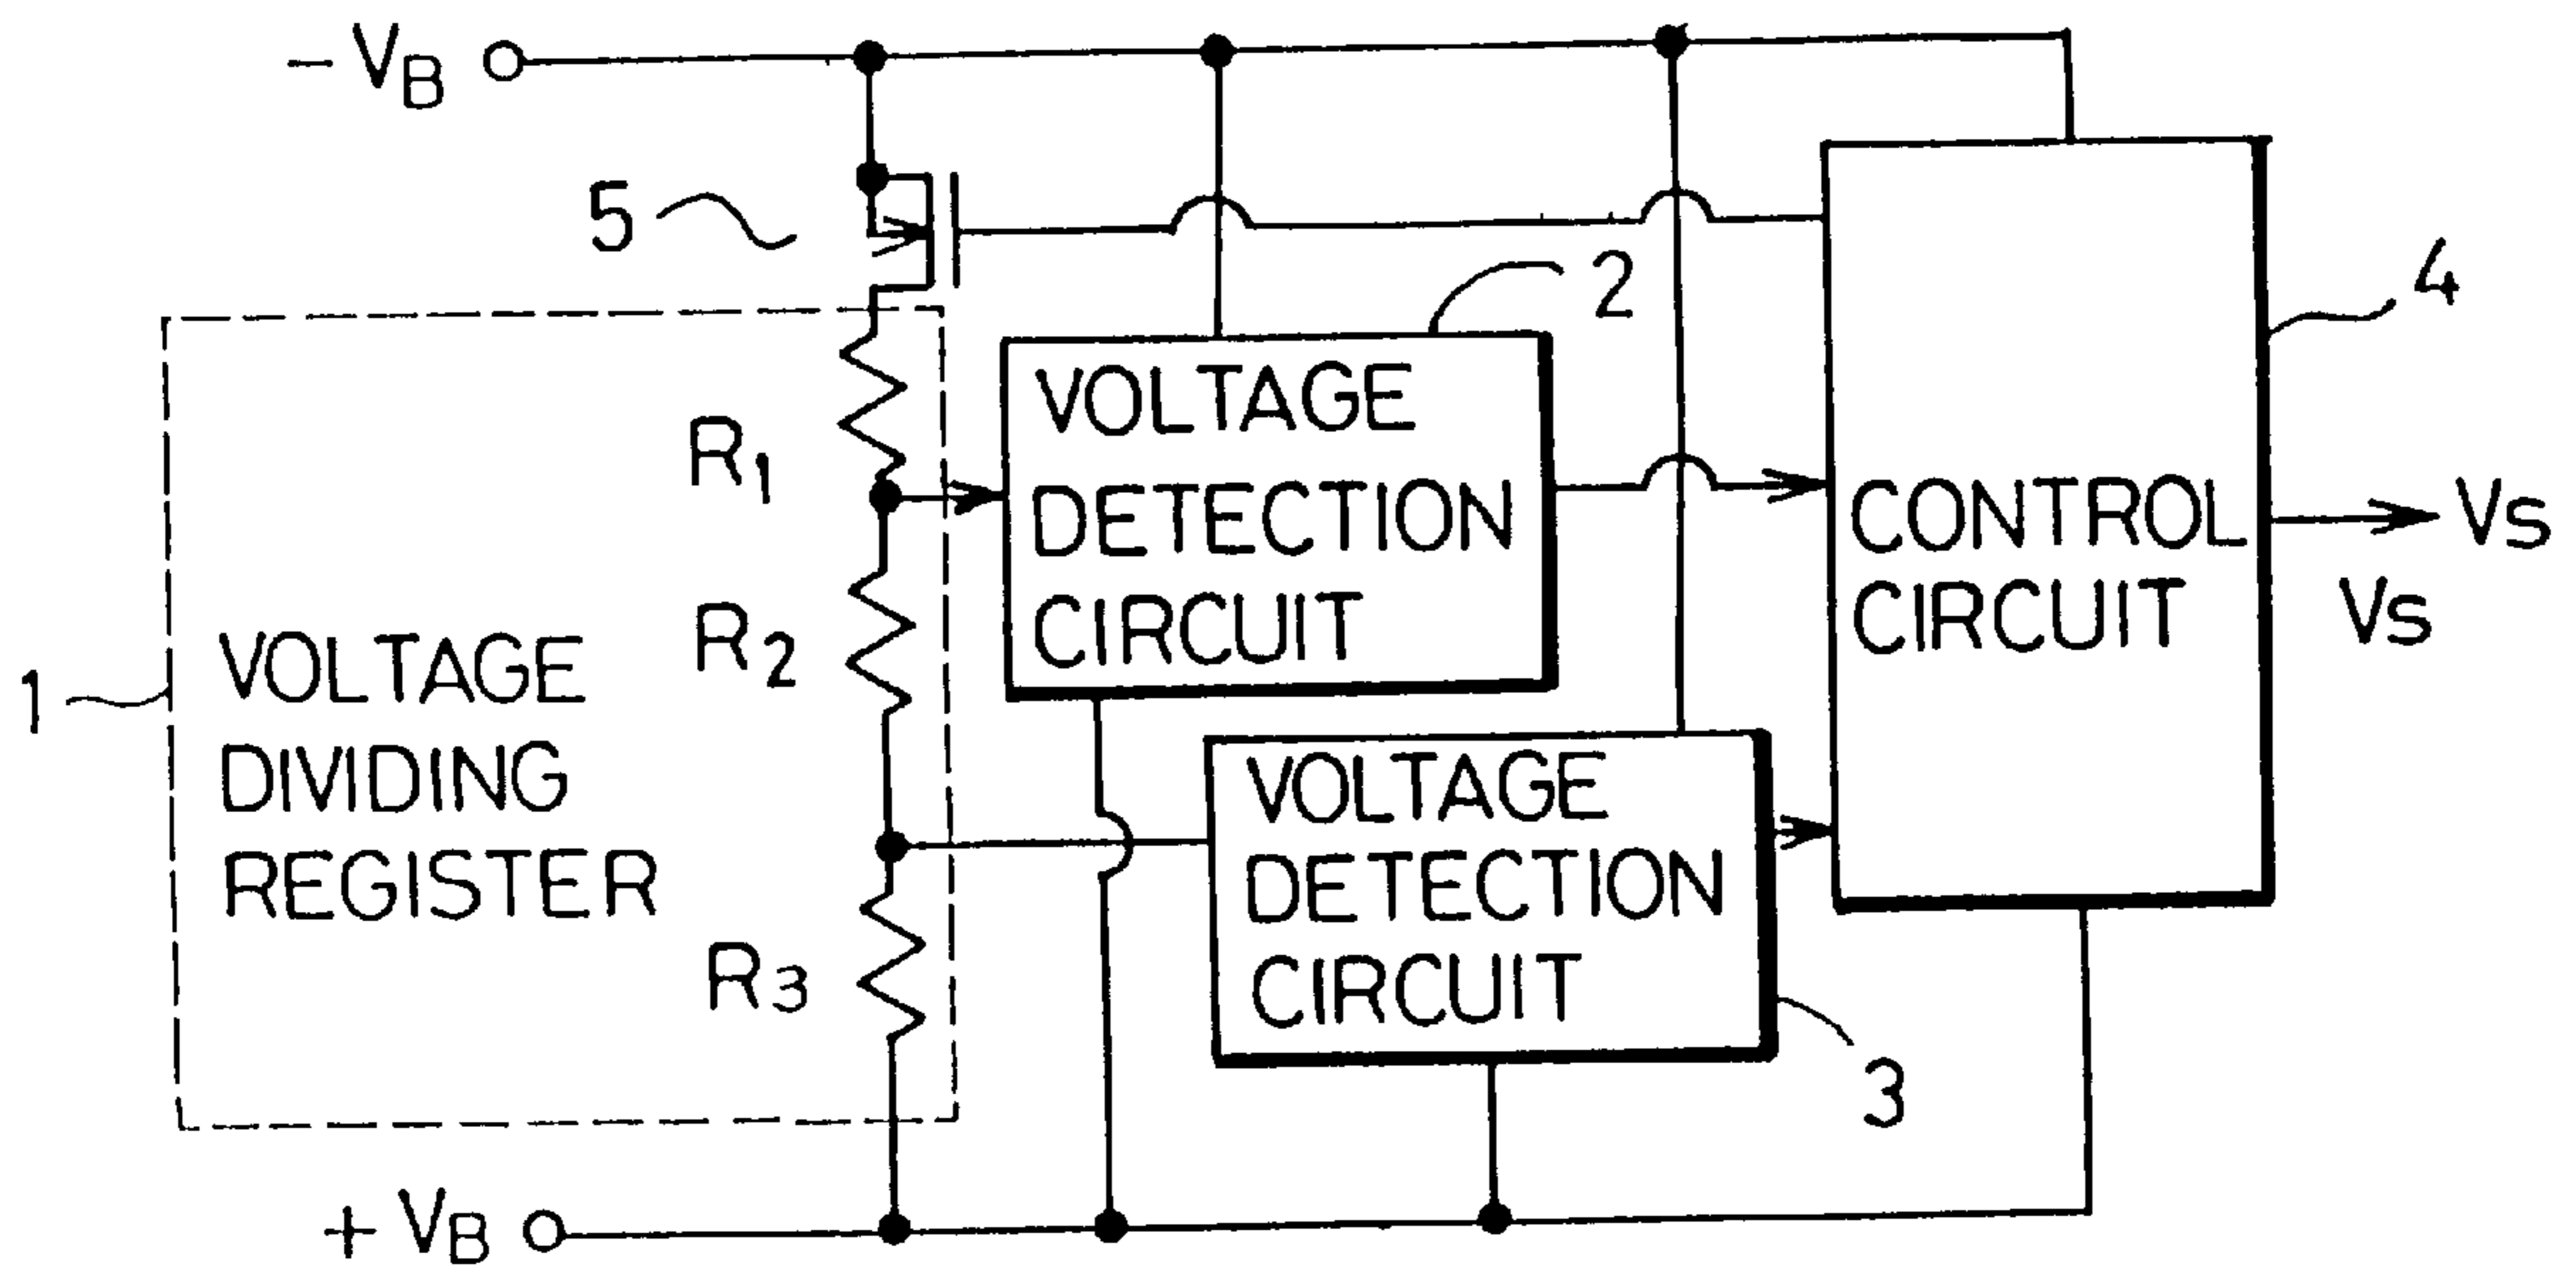 - VB
5
2
4
VOLTAGE
DETECTION
CIRCUIT
R1
CONTROL
CIRCUIT
VS
VS
R2
1
VOLTAGE
DIVIDING
REGISTER
VOLTAGE
DETECTION
CIRCUIT
R3
3
+ VB